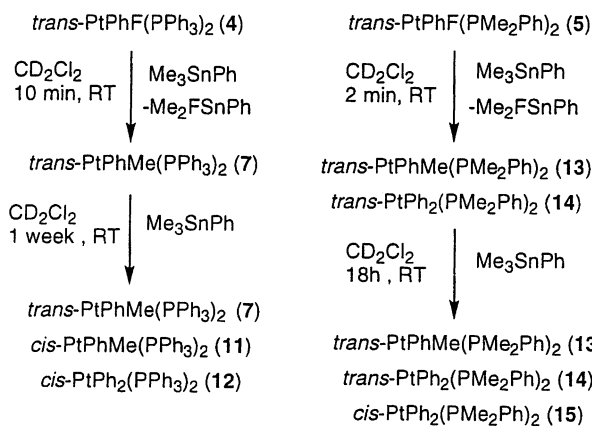 trans-PtPhF(PPh3)2 (4)
CD2Cl2
10 min, RT
Me3SnPh
-Me2FSnPh
trans-PtPhMe(PPh3)2 (7)
CD2Cl2
1 week , RT
Me3SnPh
trans-PtPhMe(PPh3)2 (7)
cis-PtPhMe(PPh3)2 (11)
cis-PtPh2(PPh3)2 (12)
trans-PtPhF(PMe2Ph)2 (5)
CD2Cl2
2 min, RT
Me3SnPh
-Me2FSnPh
trans-PtPhMe(PMe2Ph)2 (13)
trans-PtPh2(PMe2Ph)2 (14)
CD2Cl2
18h , RT
Me3SnPh
trans-PtPhMe(PMe2Ph)2 (13
trans-PtPh2(PMe2Ph)2 (14)
cis-PtPh2(PMe2Ph)2 (15)